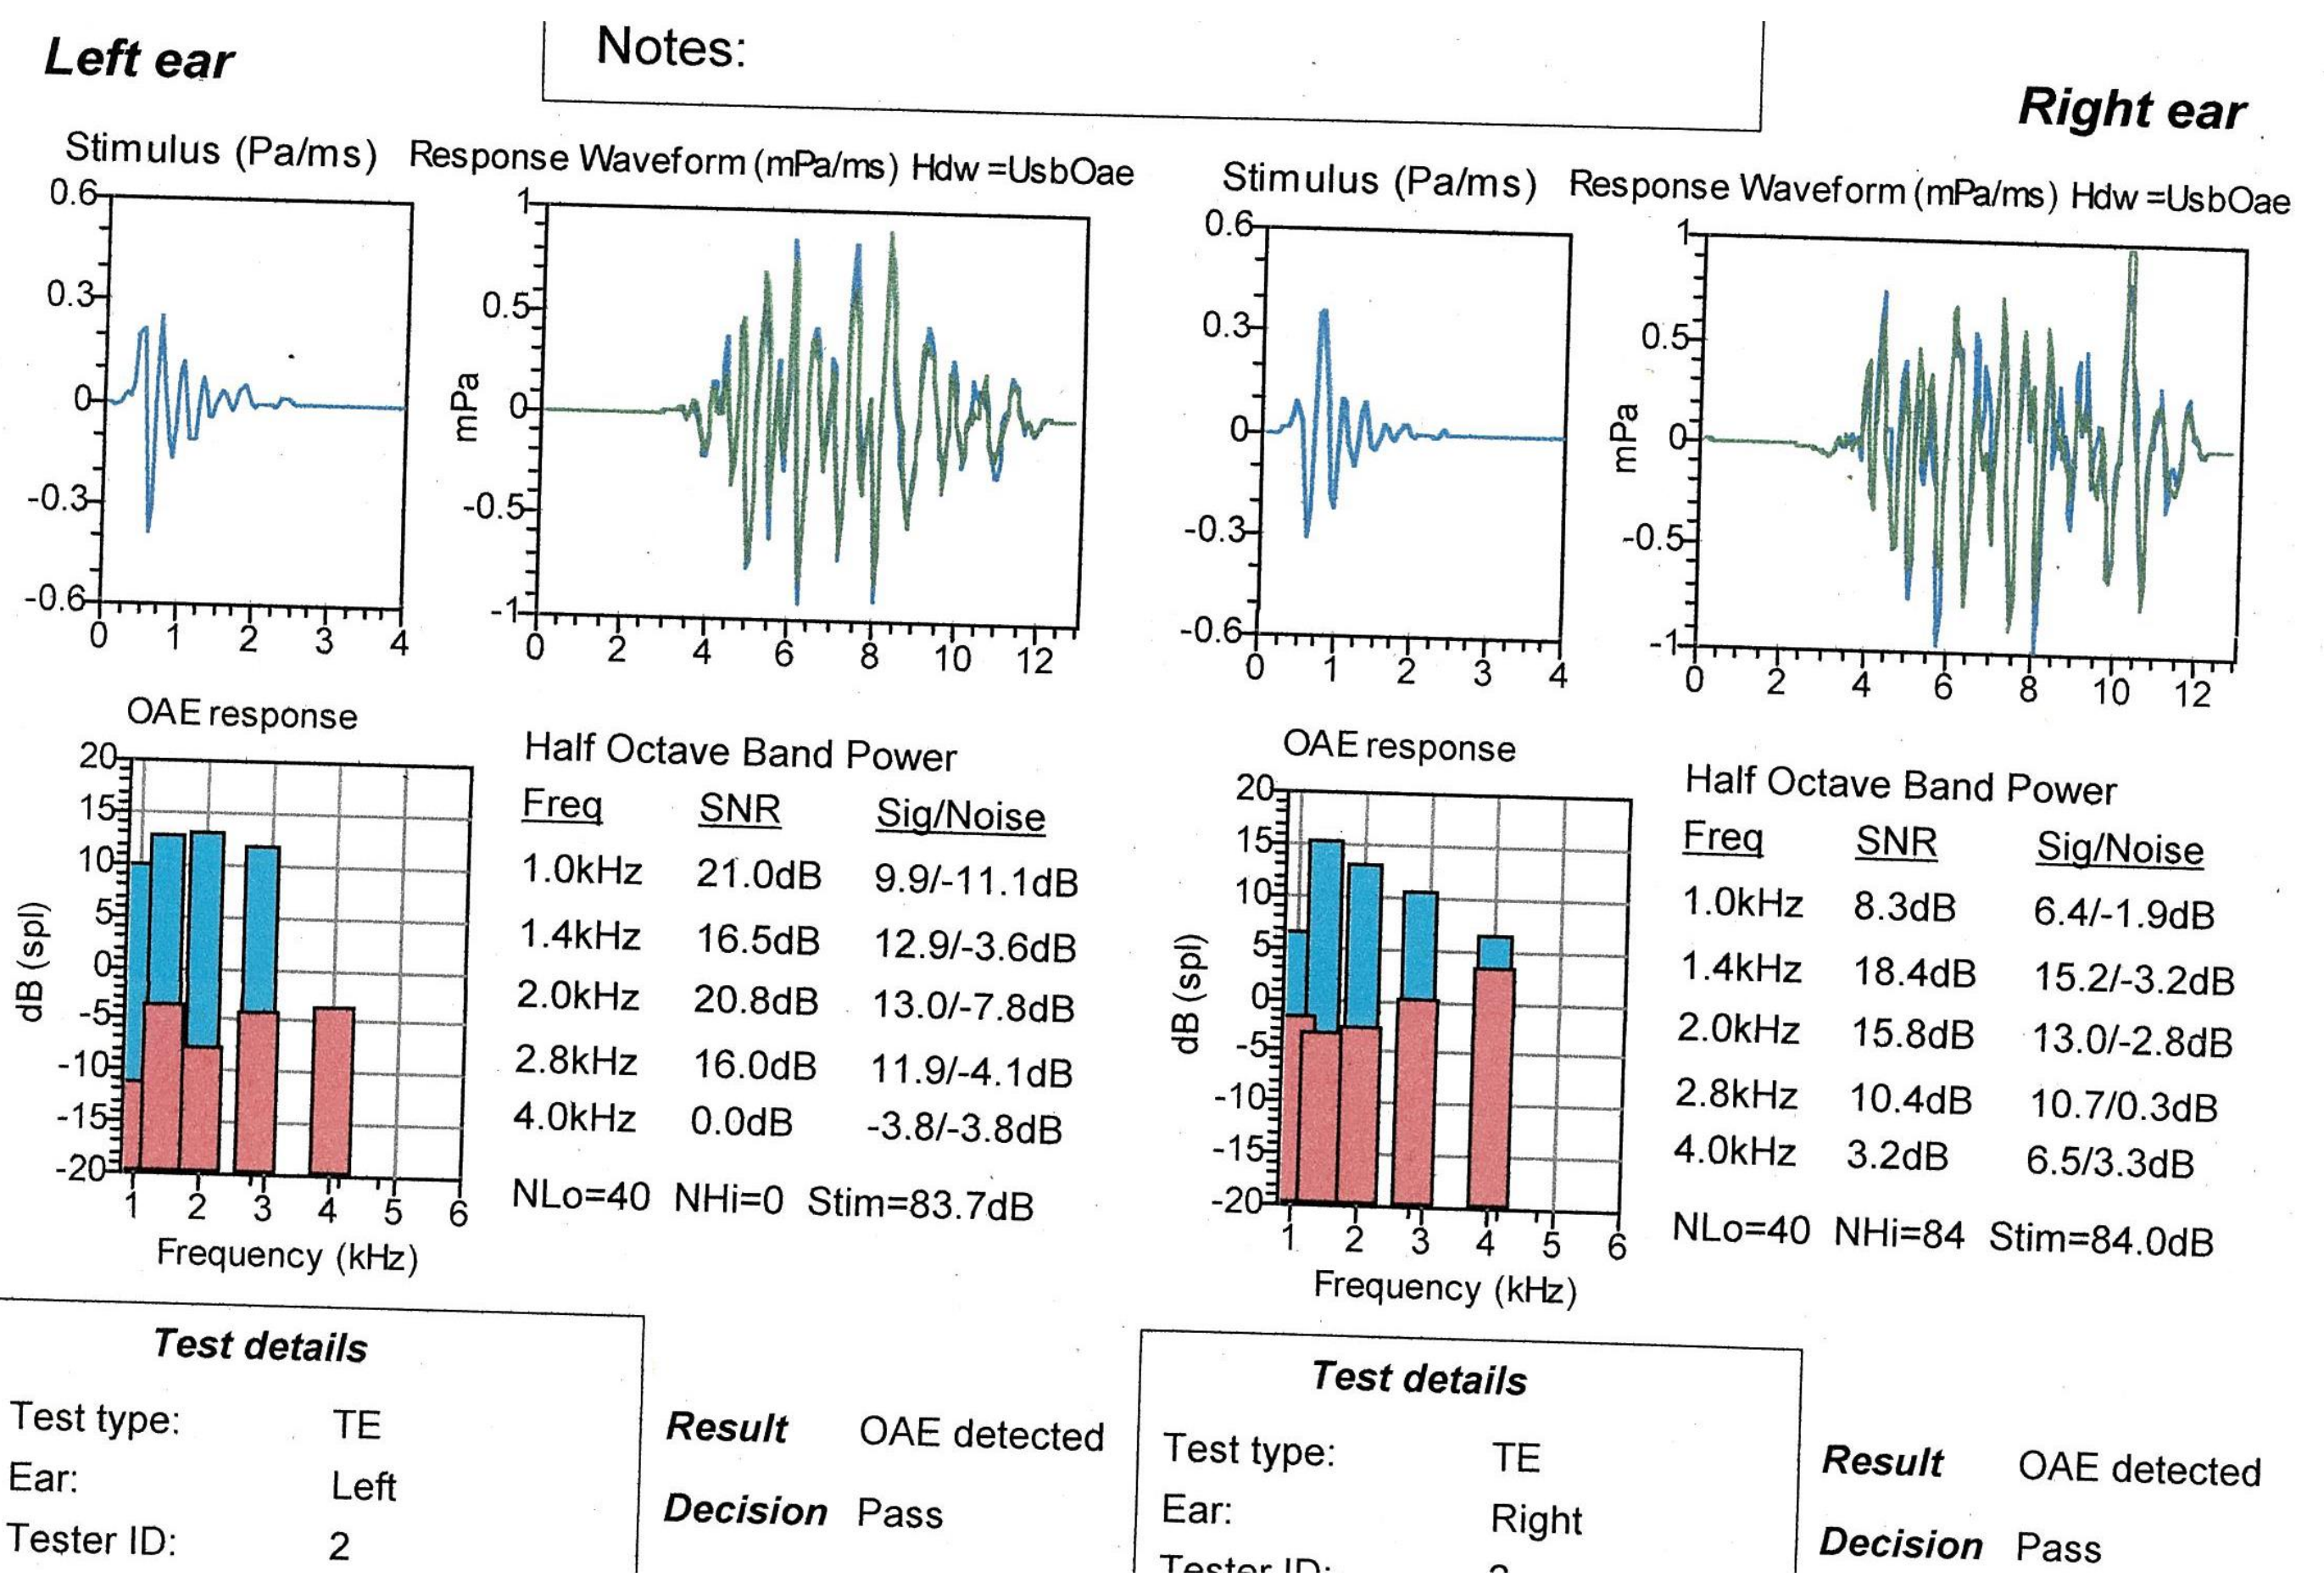 Left ear
Notes:
Right ear
Stimulus (Pa/ms)
Response Waveform (mPa/ms) Hdw =UsbOae
0.6
0.3
0
-0.3
-0.6
0 1 2 3 4
mPa
1
0.5
0
-0.5
-1
0 2 4 6 8 10 12
Stimulus (Pa/ms)
Response Waveform (mPa/ms) Hdw =UsbOae
0.6
0.3
0
-0.3
-0.6
0 1 2 3 4
mPa
1
0.5
0
-0.5
-1
0 2 4 6 8 10 12
OAE response
dB (spl)
20
15
10
5
0
-5
-10
-15
-20
1 2 3 4 5 6
Frequency (kHz)
Half Octave Band Power
Freq SNR Sig/Noise
1.0kHz 21.0dB 9.9/-11.1dB
1.4kHz 16.5dB 12.9/-3.6dB
2.0kHz 20.8dB 13.0/-7.8dB
2.8kHz 16.0dB 11.9/-4.1dB
4.0kHz 0.0dB -3.8/-3.8dB
NLo=40 NHi=0 Stim=83.7dB
OAE response
dB (spl)
20
15
10
5
0
-5
-10
-15
-20
1 2 3 4 5 6
Frequency (kHz)
Half Octave Band Power
Freq SNR Sig/Noise
1.0kHz 8.3dB 6.4/-1.9dB
1.4kHz 18.4dB 15.2/-3.2dB
2.0kHz 15.8dB 13.0/-2.8dB
2.8kHz 10.4dB 10.7/0.3dB
4.0kHz 3.2dB 6.5/3.3dB
NLo=40 NHi=84 Stim=84.0dB
Test details
Test type: TE
Ear: Left
Tester ID: 2
Result OAE detected
Decision Pass
Test details
Test type: TE
Ear: Right
Tester ID:
Result OAE detected
Decision Pass